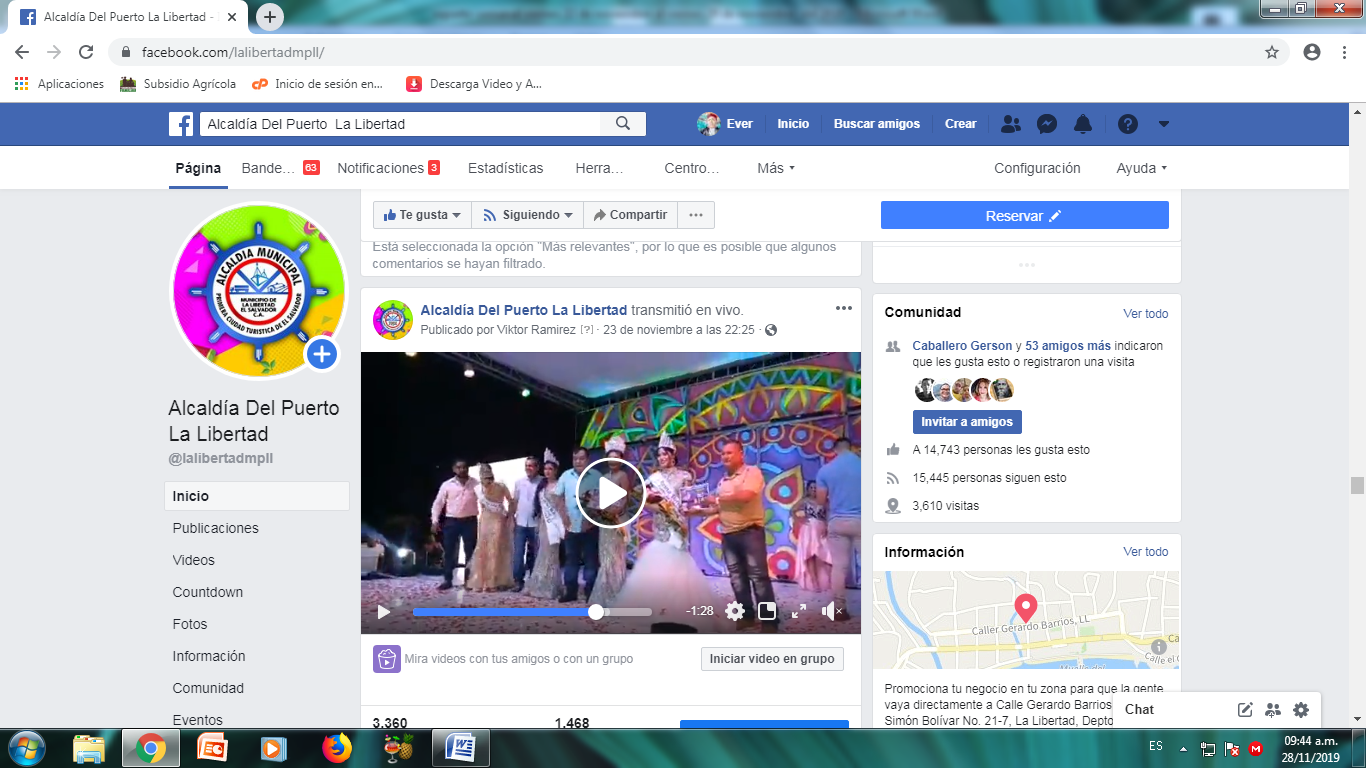 Alcaldía Del Puerto La Libertad -
facebook.com/lalibertadmpll/
Aplicaciones
Subsidio Agrícola
Inicio de sesión en...
Descarga Video y A...
Alcaldía Del Puerto La Libertad
Ever
Inicio
Buscar amigos
Crear
Página
Bande...
63
Notificaciones
3
Estadísticas
Herra...
Centro...
Más
Configuración
Ayuda
ALCALDIA MUNICIPAL
MUNICIPIO DE
LA LIBERTAD
EL SALVADOR
C.A.
PRIMERA CIUDAD TURISTICA DE EL SALVADOR
Alcaldía Del Puerto
La Libertad
@lalibertadmpll
Inicio
Publicaciones
Videos
Countdown
Fotos
Información
Comunidad
Eventos
Te gusta
Siguiendo
Compartir
...
Reservar
Está seleccionada la opción "Más relevantes", por lo que es posible que algunos
comentarios se hayan filtrado.
Alcaldía Del Puerto La Libertad transmitió en vivo.
Publicado por Viktor Ramirez [?] · 23 de noviembre a las 22:25 ·
-1:28
Mira videos con tus amigos o con un grupo
Iniciar video en grupo
3,360
1,468
Comunidad
Ver todo
Caballero Gerson y 53 amigos más indicaron
que les gusta esto o registraron una visita
Invitar a amigos
A 14,743 personas les gusta esto
15,445 personas siguen esto
3,610 visitas
Información
Ver todo
Caller Gerardo Barrios, LL
Calle el
Promociona tu negocio en tu zona para que la gente
vaya directamente a Calle Gerardo Barrios
Simón Bolívar No. 21-7, La Libertad, Depto
Chat
ES
09:44 a.m.
28/11/2019